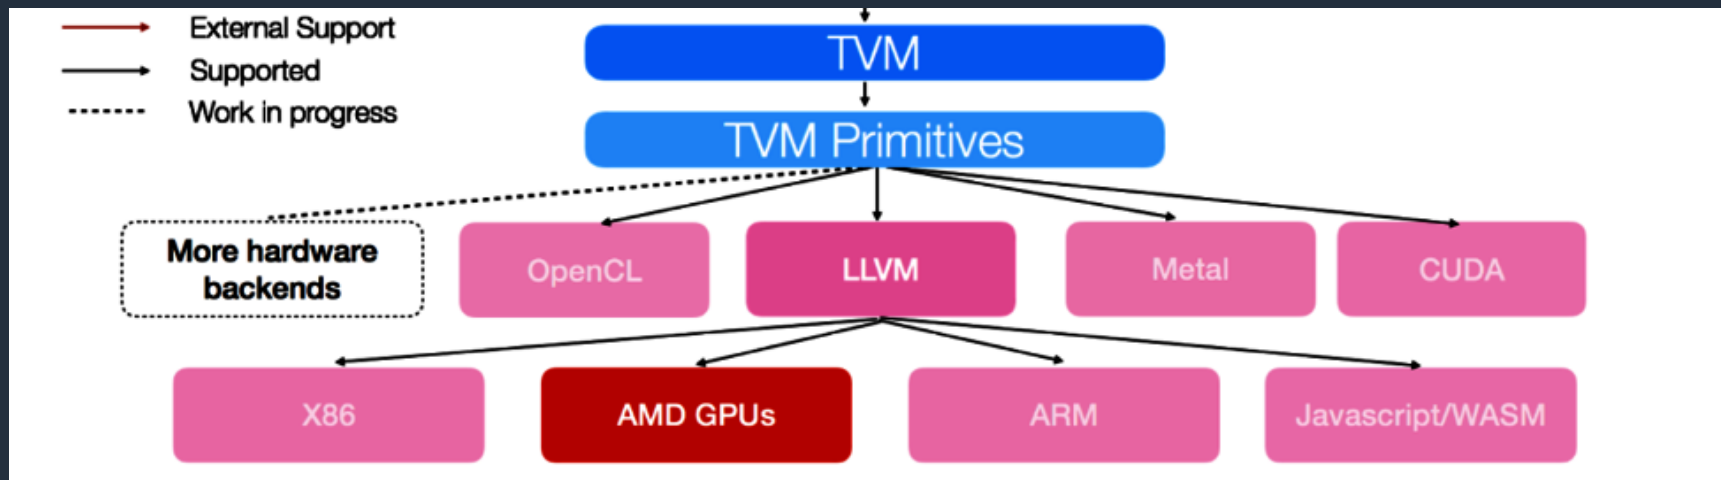 External Support
Supported
Work in progress
TVM
TVM Primitives
More hardware
backends
OpenCL
LLVM
Metal
CUDA
X86
AMD GPUs
ARM
Javascript/WASM